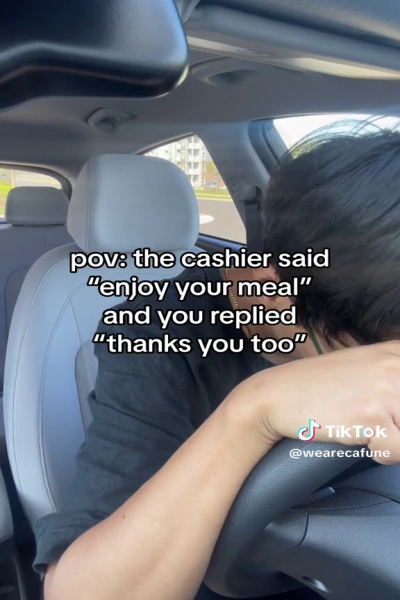 pov: the cashier said
“enjoy your meal”
and you replied
“thanks you too”
TikTok
@wearecafune